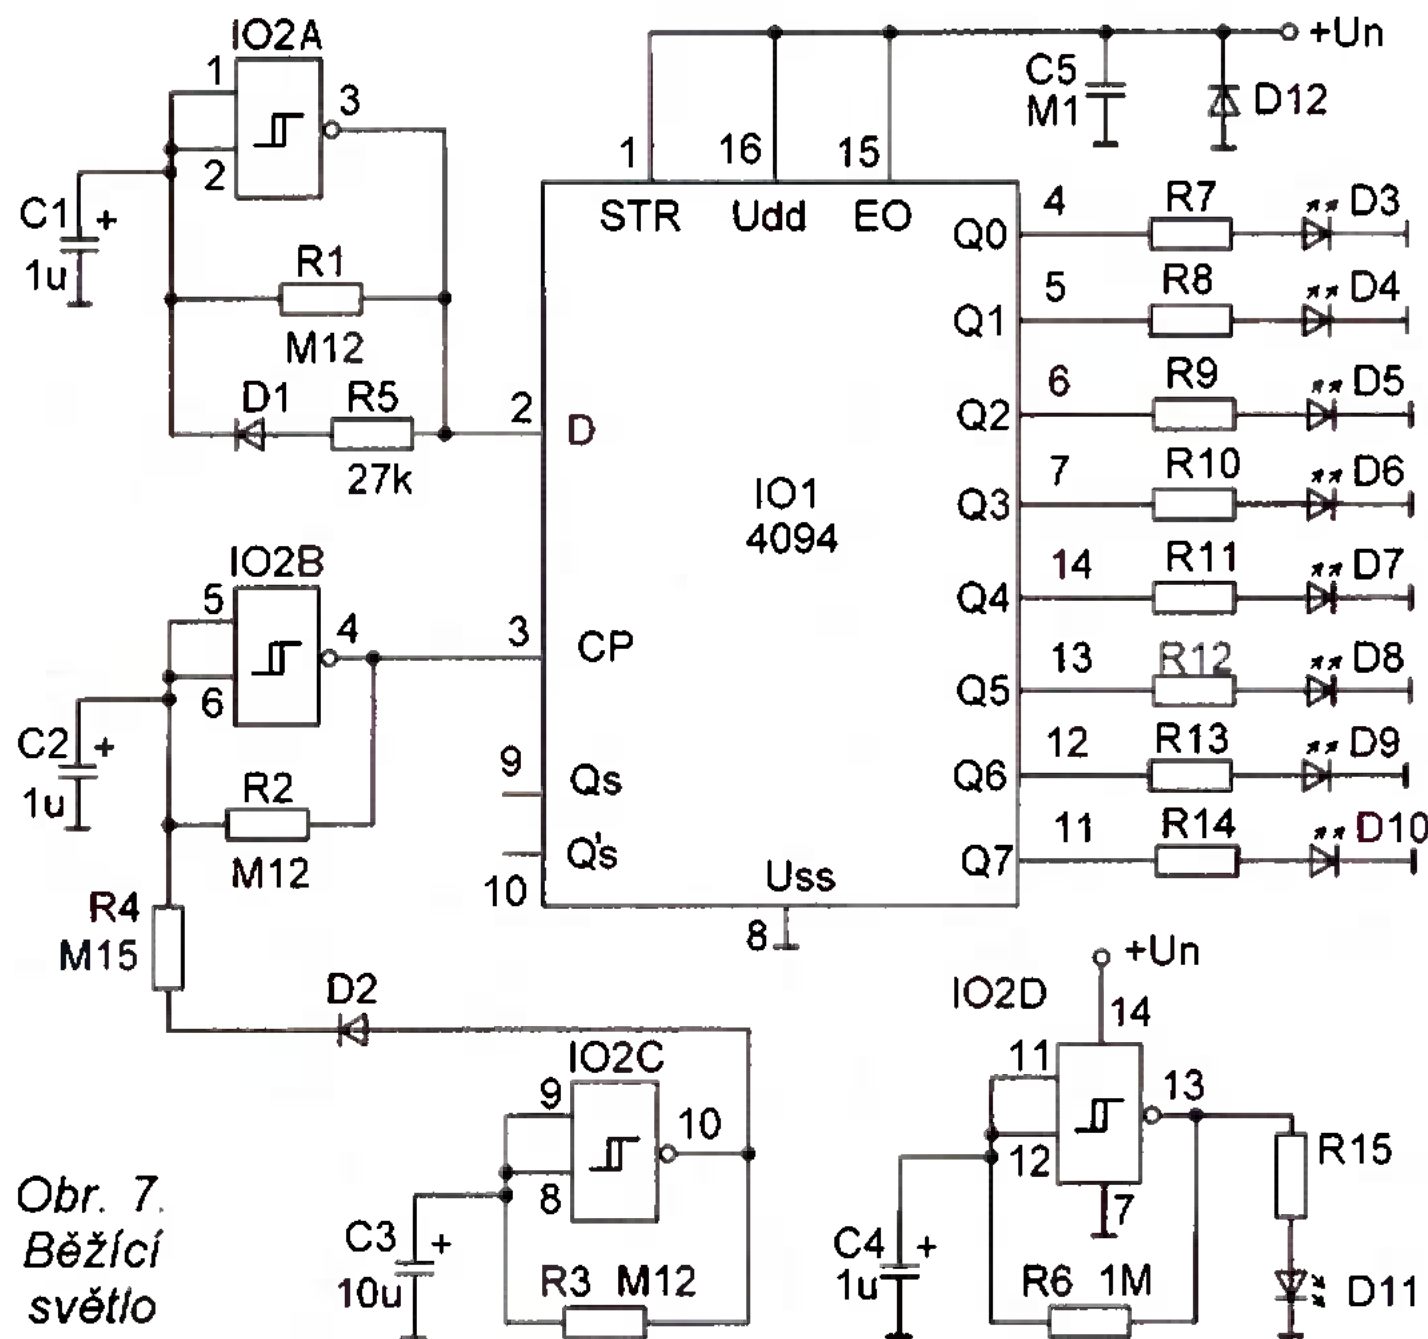 IO2A
1
2
3
C1 +
1u
R1
M12
D1
R5
27k
+Un
C5
M1
D12
1
16
15
STR
Udd
EO
2
D
IO1
4094
3
CP
9
Qs
10
Q's
Uss
8
Q0
4
R7
D3
Q1
5
R8
D4
Q2
6
R9
D5
Q3
7
R10
D6
Q4
14
R11
D7
Q5
13
R12
D8
Q6
12
R13
D9
Q7
11
R14
D10
IO2B
5
6
4
C2 +
1u
R2
M12
R4
M15
D2
IO2C
9
8
10
C3 +
10u
R3 M12
+Un
IO2D
14
11
12
13
7
C4 +
1u
R6 1M
R15
D11
Obr. 7.
Běžící
světlo